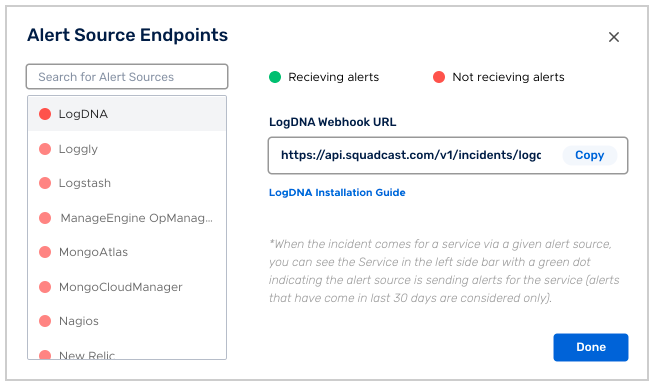 Alert Source Endpoints
Search for Alert Sources
LogDNA
Loggly
Logstash
ManageEngine OpManag...
MongoAtlas
MongoCloudManager
Nagios
New Relic
Recieving alerts
Not recieving alerts
LogDNA Webhook URL
https://api.squadcast.com/v1/incidents/logd
Copy
LogDNA Installation Guide
*When the incident comes for a service via a given alert source,
you can see the Service in the left side bar with a green dot
indicating the alert source is sending alerts for the service (alerts
that have come in last 30 days are considered only).
Done